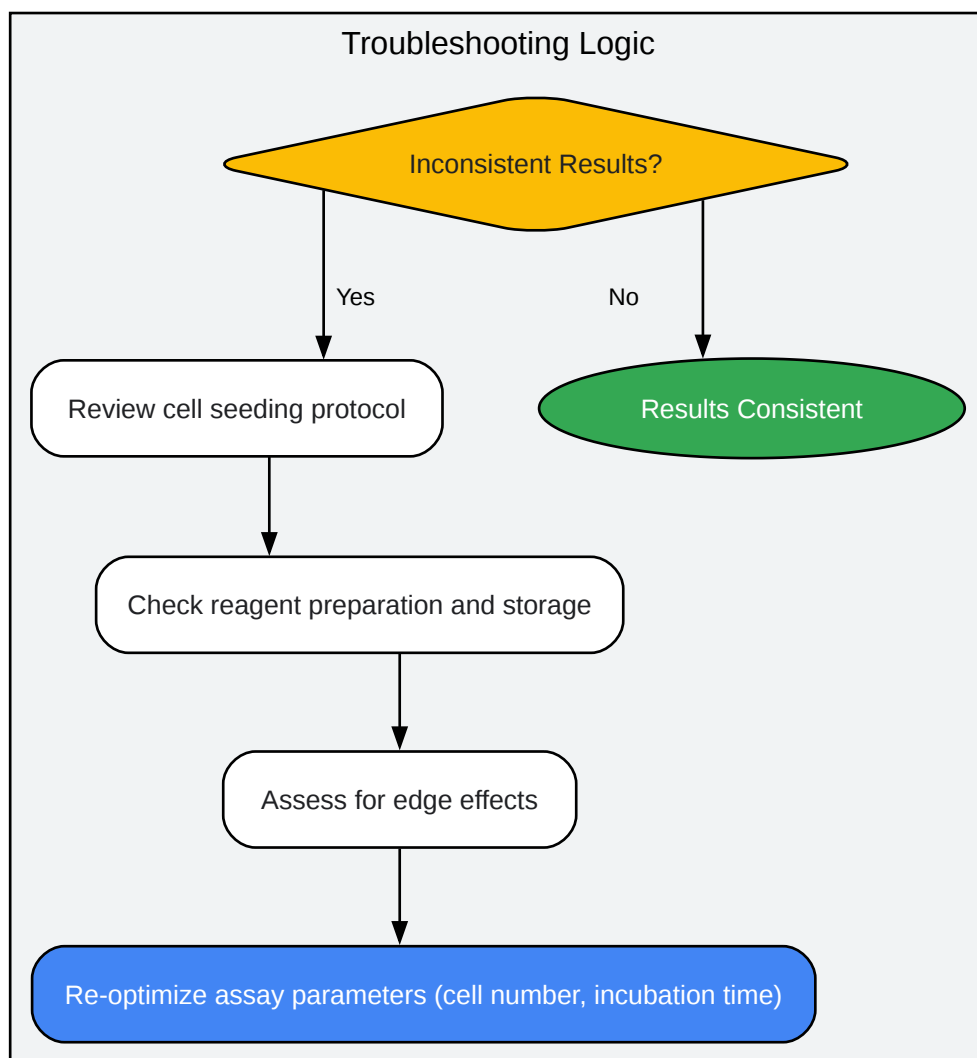 Troubleshooting Logic
Inconsistent Results?
Yes
No
Review cell seeding protocol
Results Consistent
Check reagent preparation and storage
Assess for edge effects
Re-optimize assay parameters (cell number, incubation time)